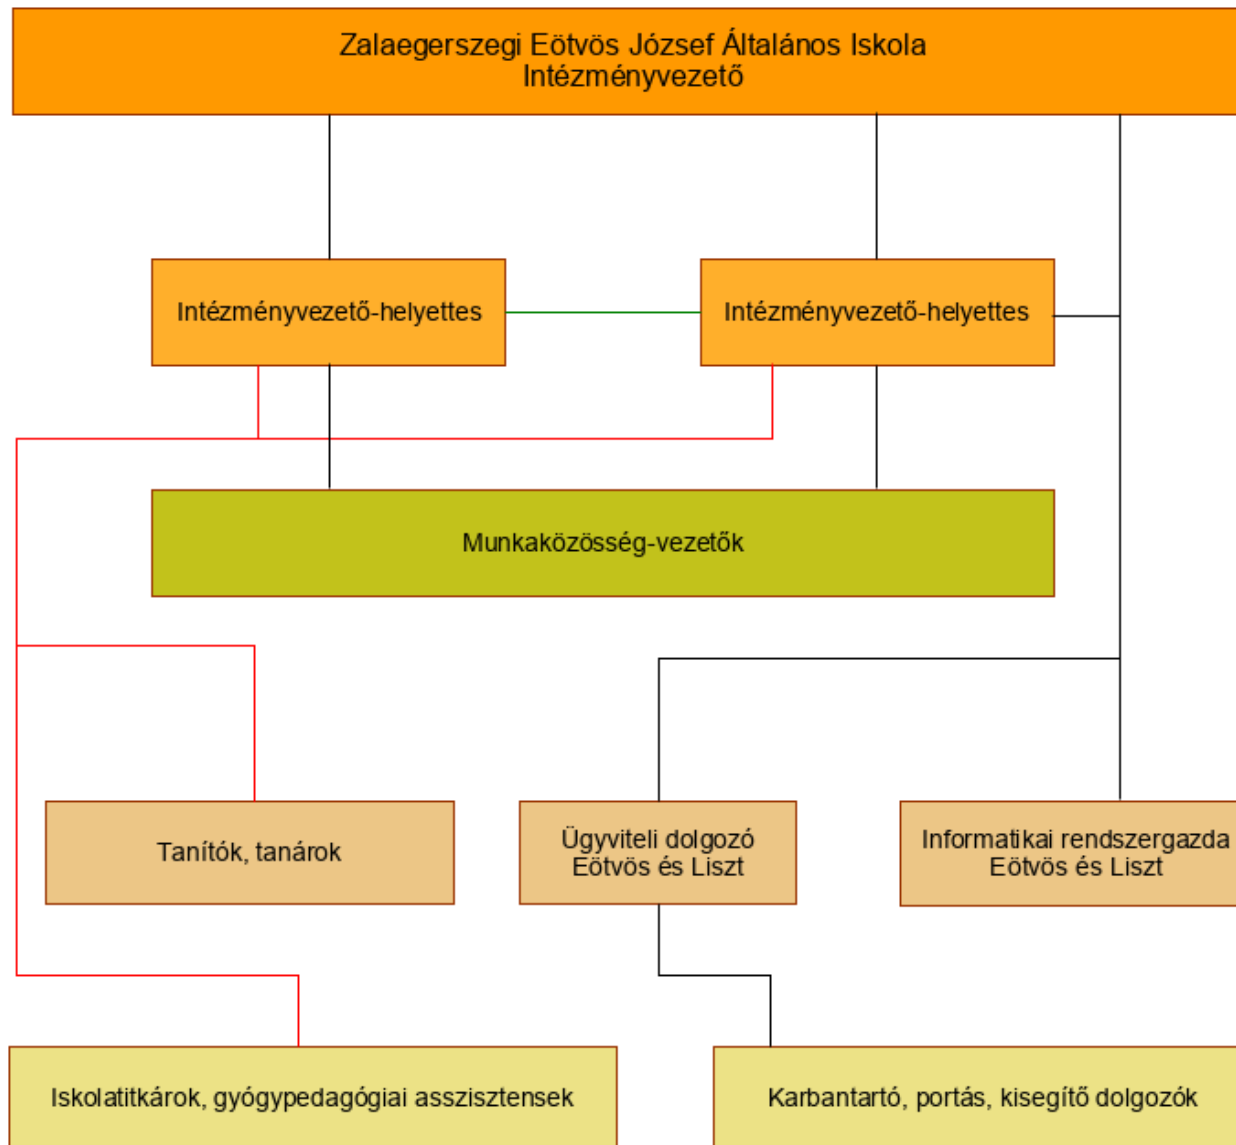 Zalaegerszegi Eötvös József Általános Iskola
Intézményvezető
Intézményvezető-helyettes
Intézményvezető-helyettes
Munkaközösség-vezetők
Tanítók, tanárok
Ügyviteli dolgozó
Eötvös és Liszt
Informatikai rendszergazda
Eötvös és Liszt
Iskolatitkárok, gyógypedagógiai asszisztensek
Karbantartó, portás, kisegítő dolgozók